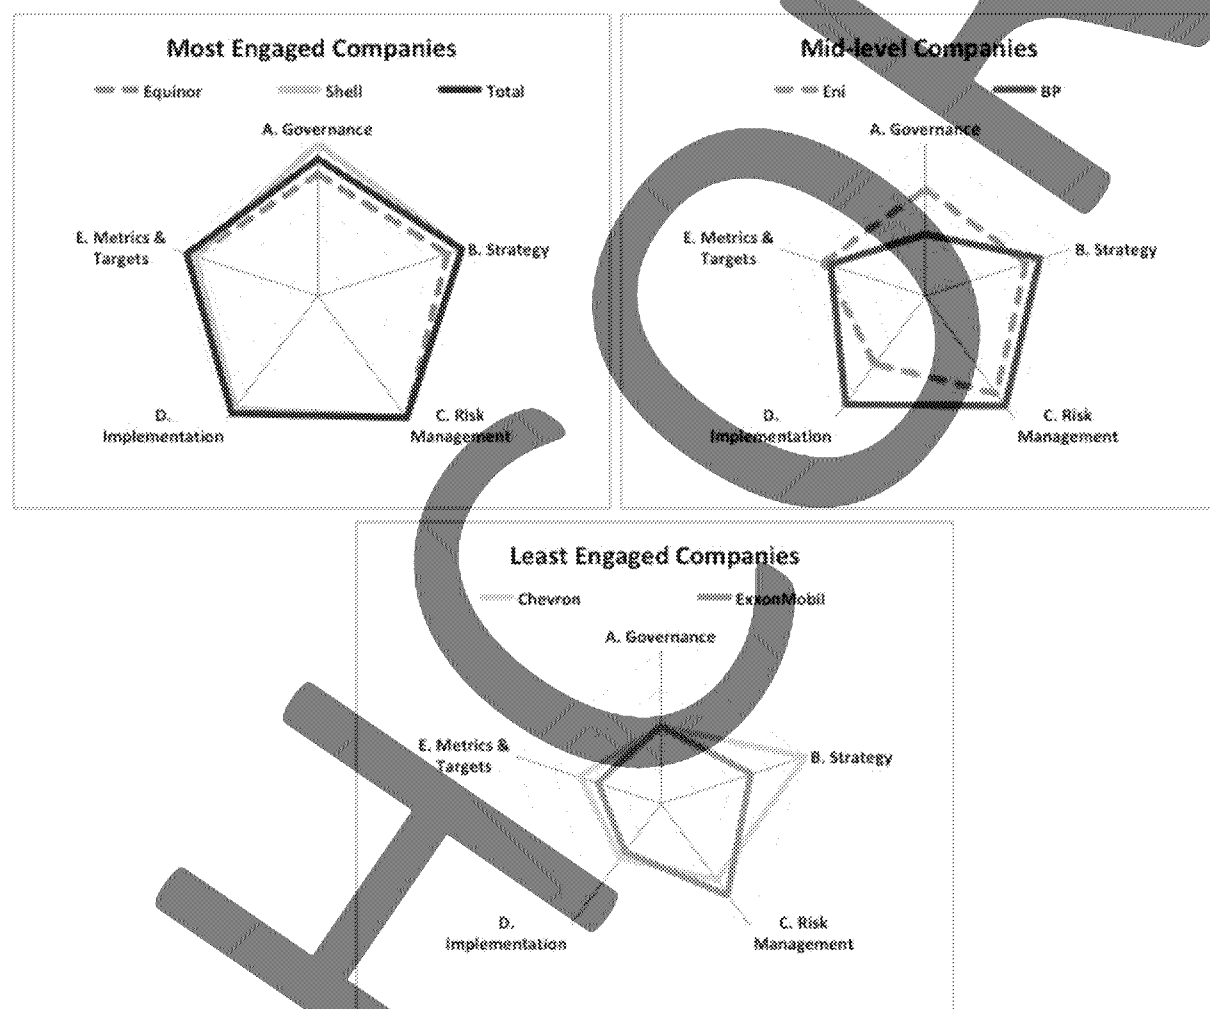 Most Engaged Companies
Equinor Shell Total
A. Governance
B. Strategy
C. Risk
Management
D.
Implementation
E. Metrics &
Targets
Mid-level Companies
Eni BP
A. Governance
B. Strategy
C. Risk
Management
D.
Implementation
E. Metrics &
Targets
Least Engaged Companies
Chevron ExxonMobil
A. Governance
B. Strategy
C. Risk
Management
D.
Implementation
E. Metrics &
Targets